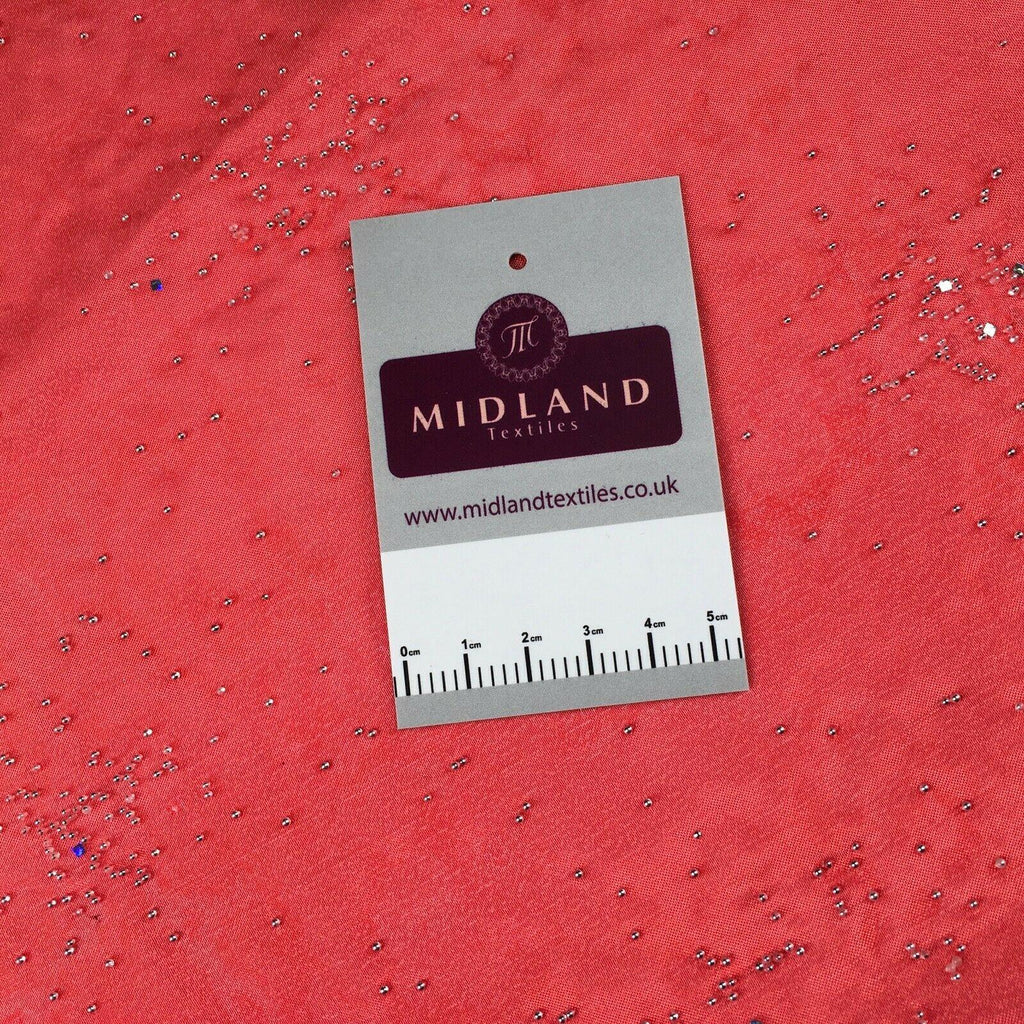 MIDLAND
Textiles
www.midlandtextiles.co.uk
0cm 1cm 2cm 3cm 4cm 5cm